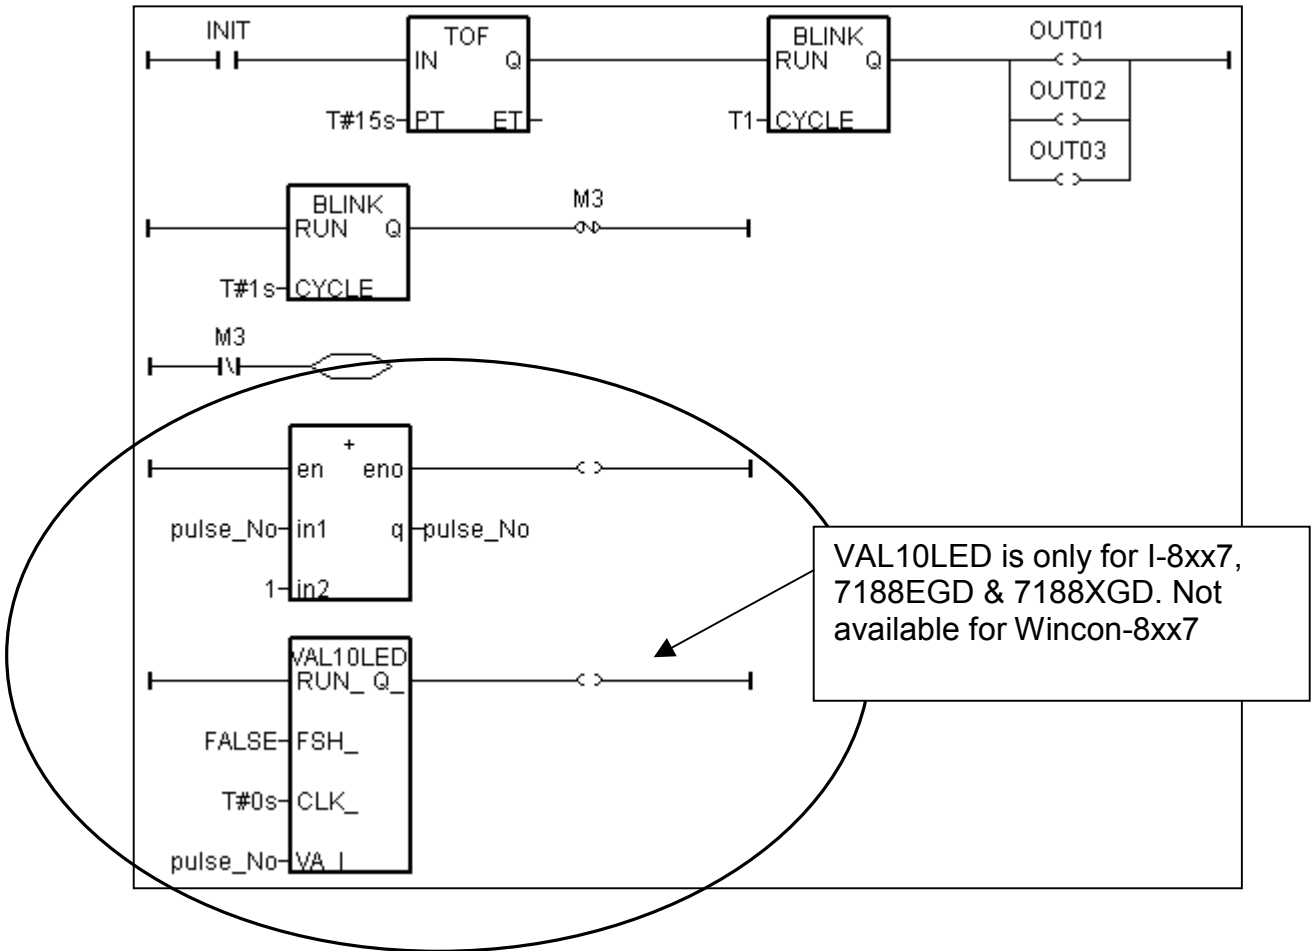 INIT
TOF
BLINK
OUT01
IN Q
RUN Q
OUT02
T#15s PT ET
T1 CYCLE
OUT03
BLINK
M3
RUN Q
T#1s CYCLE
M3
+
en eno
pulse_No in1 q pulse_No
1 in2
VAL10LED is only for I-8xx7,
7188EGD & 7188XGD. Not
available for Wincon-8xx7
VAL10LED
RUN_ Q_
FALSE FSH_
T#0s CLK_
pulse_No VA_I